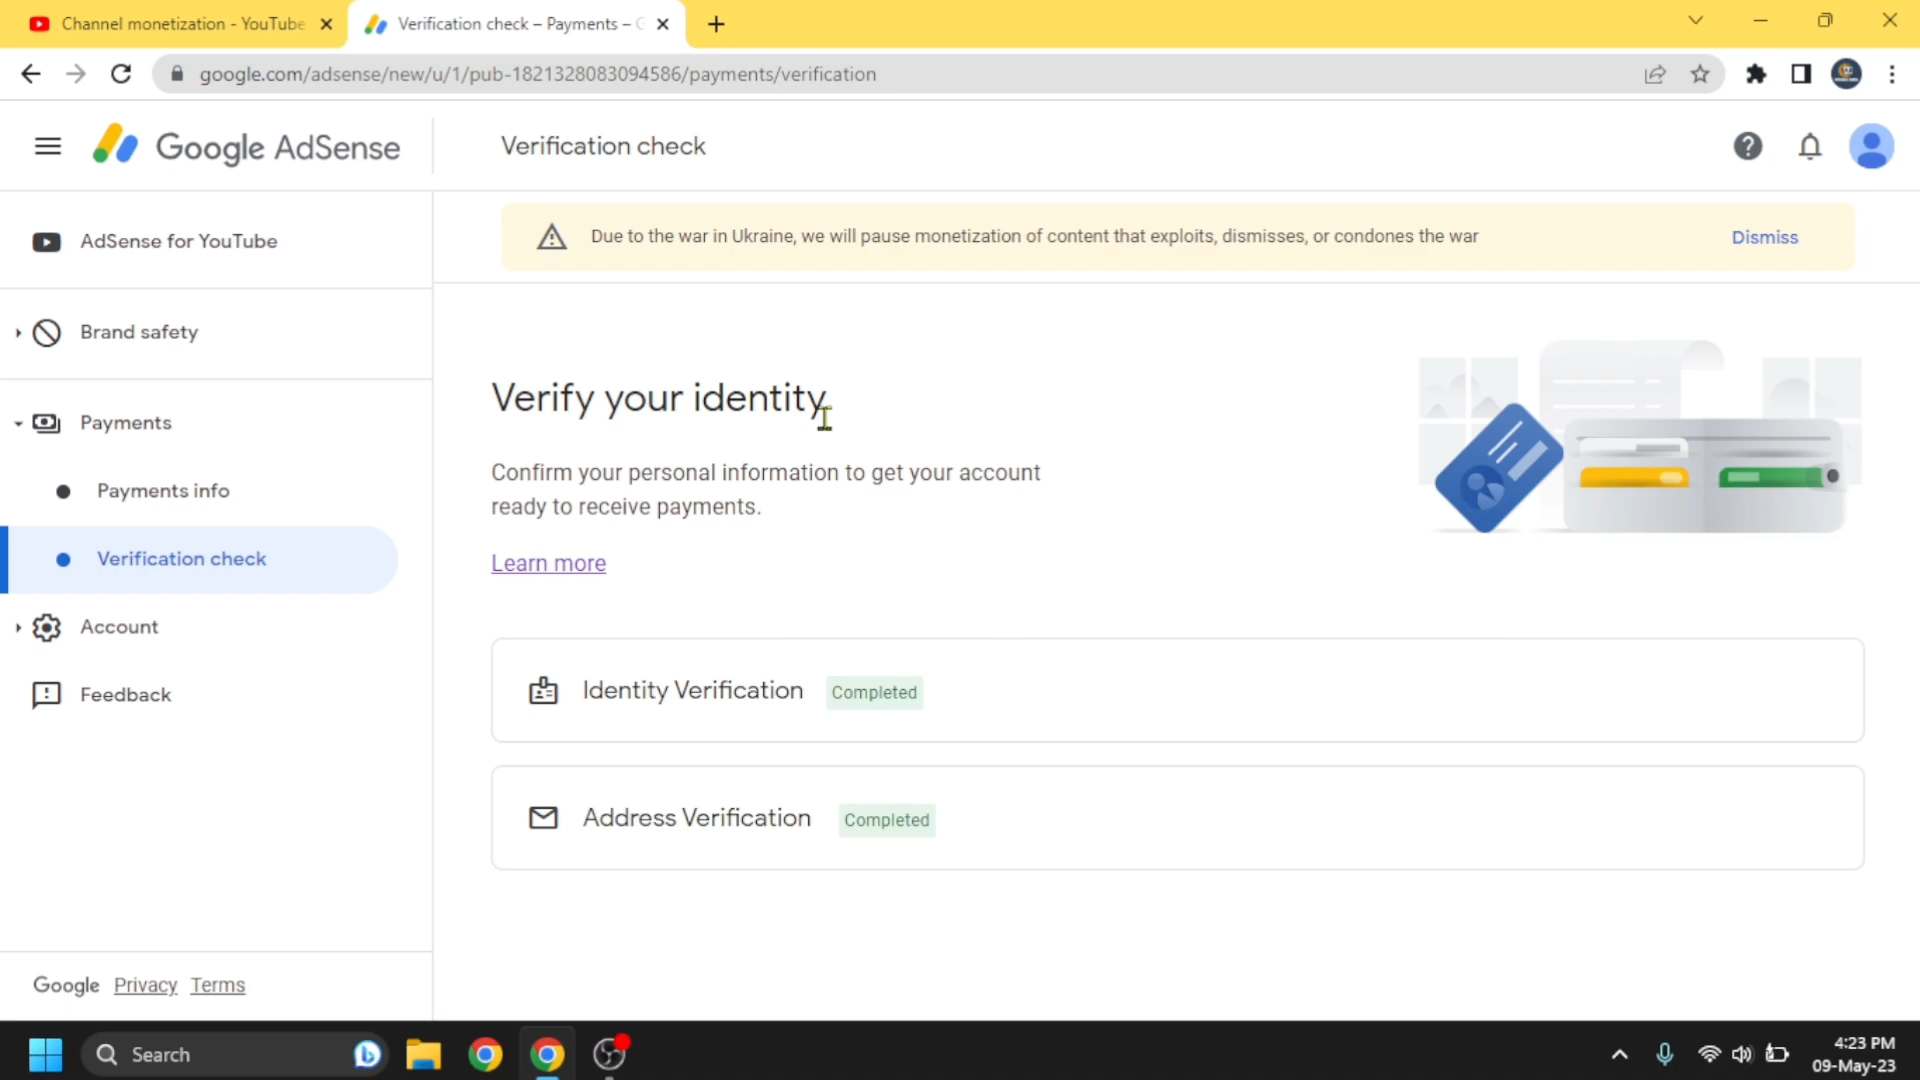 Channel monetization - YouTube
Verification check – Payments – G
google.com/adsense/new/u/1/pub-1821328083094586/payments/verification
Google AdSense
Verification check
AdSense for YouTube
Due to the war in Ukraine, we will pause monetization of content that exploits, dismisses, or condones the war
Dismiss
Brand safety
Payments
Payments info
Verification check
Account
Feedback
Verify your identity
Confirm your personal information to get your account
ready to receive payments.
Learn more
Identity Verification Completed
Address Verification Completed
Google Privacy Terms
Search
4:23 PM
09-May-23